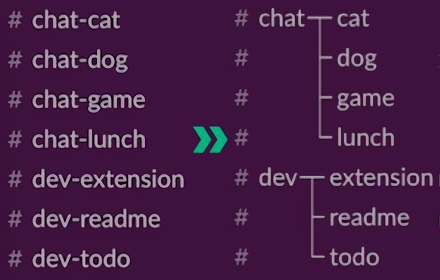 # chat-cat
# chat-dog
# chat-game
# chat-lunch
# dev-extension
# dev-readme
# dev-todo
# chat cat
# dog
# game
# lunch
# dev extension
# readme
# todo